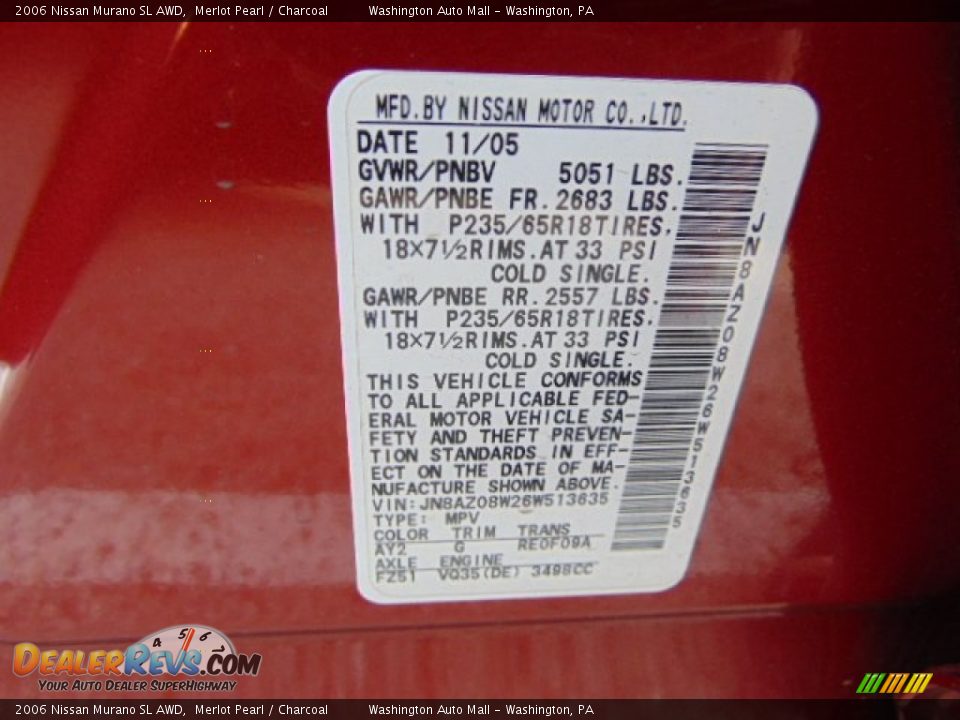 2006 Nissan Murano SL AWD, Merlot Pearl / Charcoal Washington Auto Mall - Washington, PA
MFD.BY NISSAN MOTOR CO.,LTD.
DATE 11/05
GVWR/PNBV 5051 LBS.
GAWR/PNBE FR. 2683 LBS.
WITH P235/65R18TIRES.
18×7½RIMS.AT 33 PSI
COLD SINGLE.
GAWR/PNBE RR. 2557 LBS.
WITH P235/65R18TIRES.
18×7½RIMS.AT 33 PSI
COLD SINGLE.
THIS VEHICLE CONFORMS
TO ALL APPLICABLE FED-
ERAL MOTOR VEHICLE SA-
FETY AND THEFT PREVEN-
TION STANDARDS IN EFF-
ECT ON THE DATE OF MA-
NUFACTURE SHOWN ABOVE.
VIN:JN8AZ08W26W513635
TYPE: MPV
COLOR TRIM TRANS
AY2 G RE0F09A
AXLE ENGINE
FZ51 VQ35(DE) 3498CC
JN8AZ08W26W513635
4 5 6 7
DEALERREVS.COM
YOUR AUTO DEALER SUPERHIGHWAY
2006 Nissan Murano SL AWD, Merlot Pearl / Charcoal Washington Auto Mall - Washington, PA